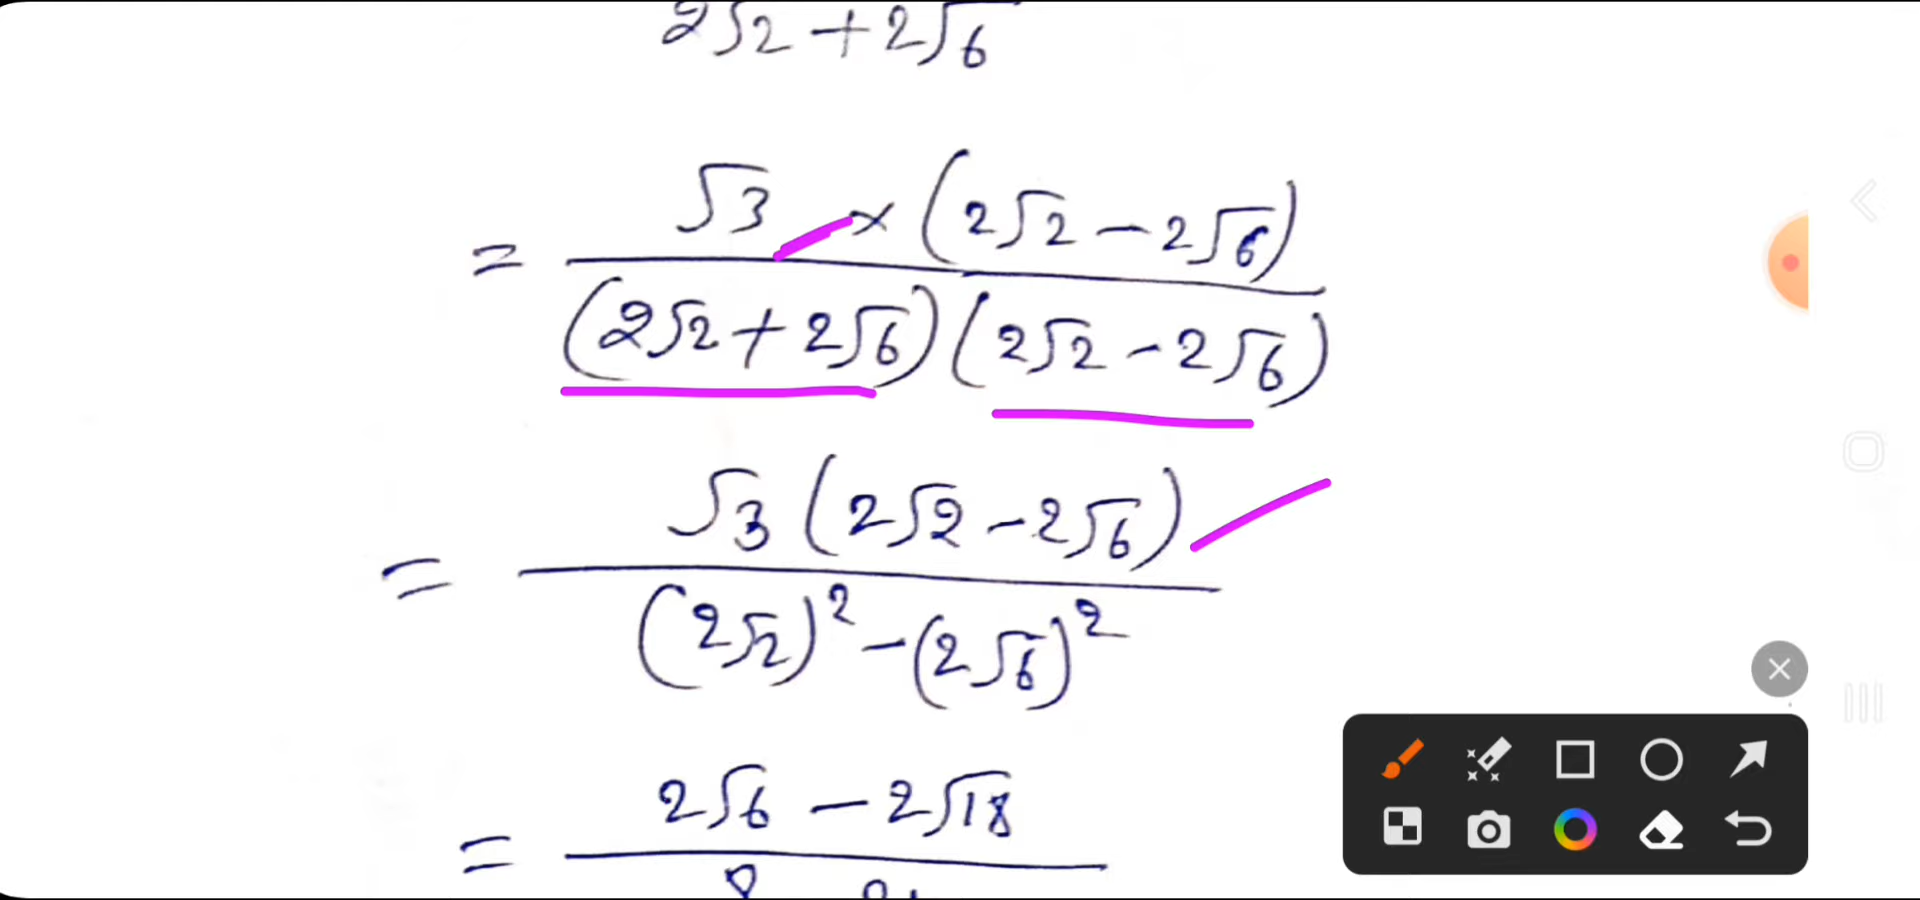 2√2 + 2√6
= √3 × (2√2 − 2√6)
(2√2 + 2√6)(2√2 − 2√6)
= √3 (2√2 − 2√6)
(2√2)² − (2√6)²
= 2√6 − 2√18